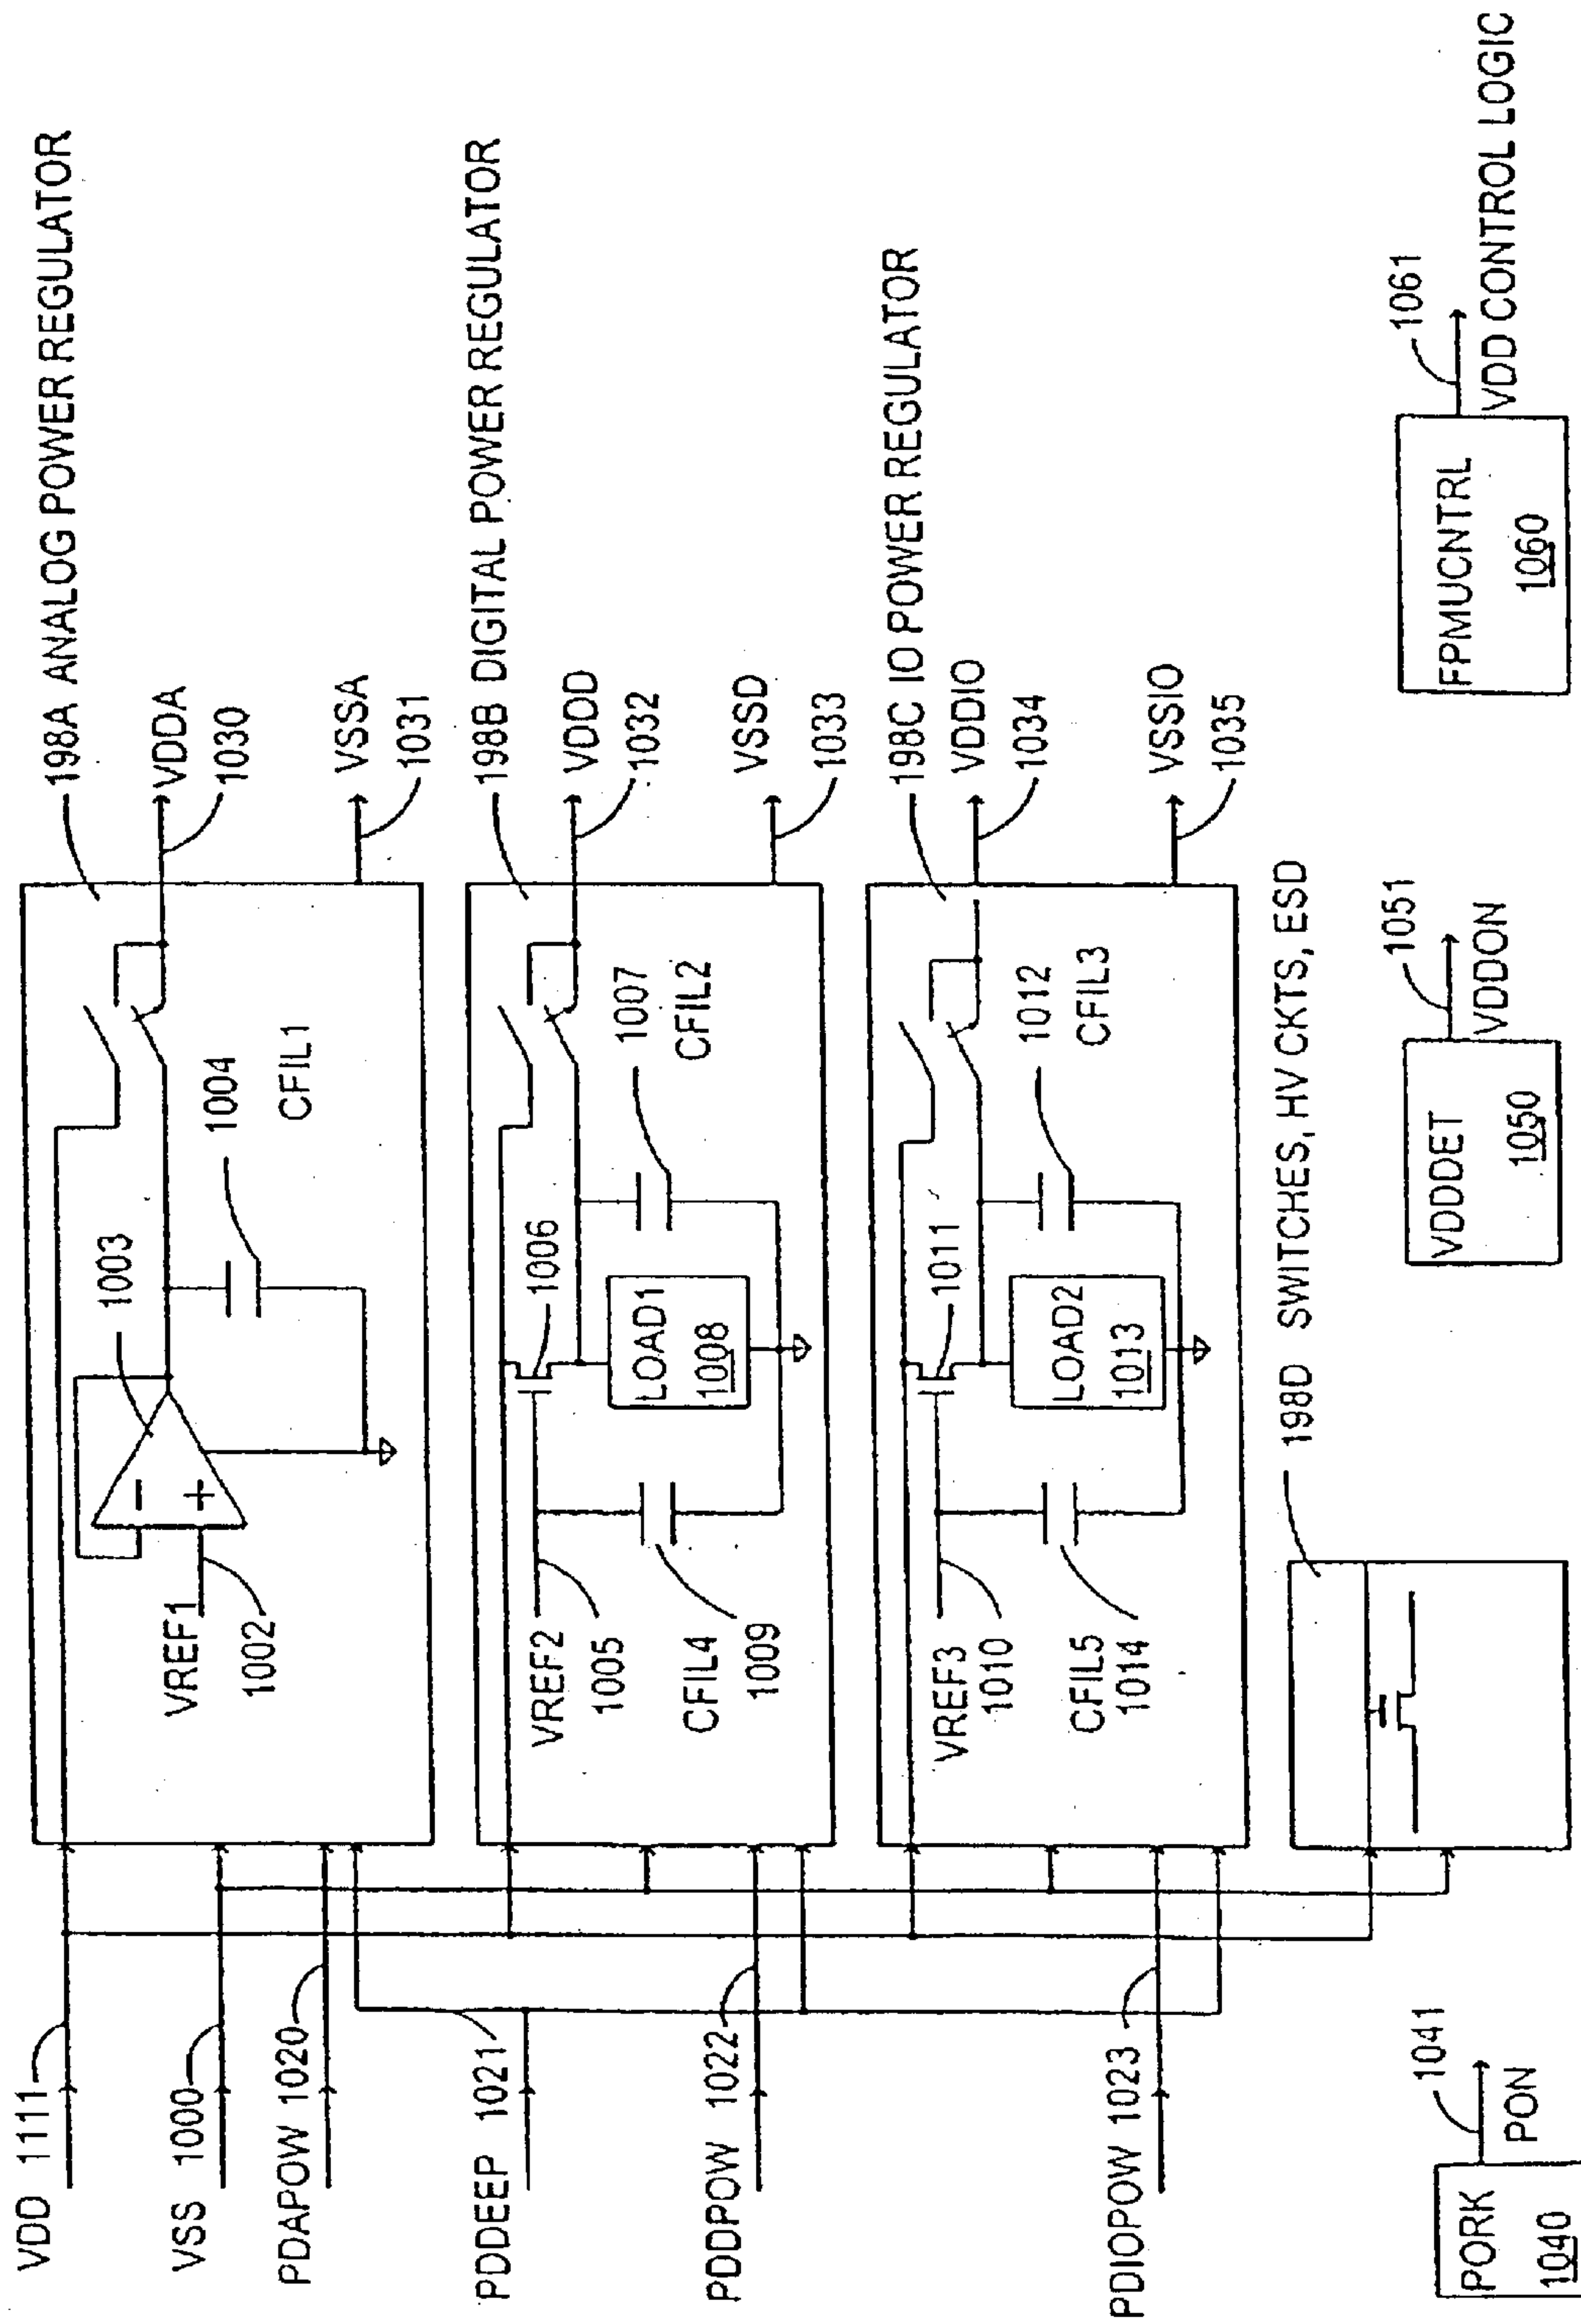 VDD 1111
VSS 1000
PDAPOW 1020
PDDEEP 1021
PDDPOW 1022
PDIOPOW 1023
198A ANALOG POWER REGULATOR
VREF1
1002
1003
1004
CFIL1
VDDA
1030
VSSA
1031
198B DIGITAL POWER REGULATOR
VREF2
1005
CFIL4
1009
1006
LOAD1
1008
1007
CFIL2
VDDD
1032
VSSD
1033
198C IO POWER REGULATOR
VREF3
1010
CFIL5
1014
1011
LOAD2
1013
1012
CFIL3
VDDIO
1034
VSSIO
1035
198D SWITCHES, HV CKTS, ESD
PORK
1040
1041
PON
VDDDET
1050
1051
VDDON
FPMUCNTRL
1060
1061
VDD CONTROL LOGIC